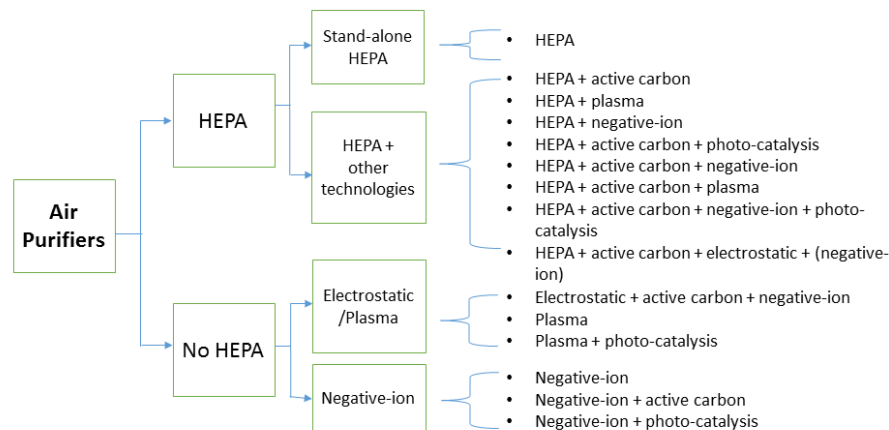 Air
Purifiers
HEPA
No HEPA
Stand-alone
HEPA
HEPA +
other
technologies
Electrostatic
/Plasma
Negative-ion
• HEPA
• HEPA + active carbon
• HEPA + plasma
• HEPA + negative-ion
• HEPA + active carbon + photo-catalysis
• HEPA + active carbon + negative-ion
• HEPA + active carbon + plasma
• HEPA + active carbon + negative-ion + photo-
catalysis
• HEPA + active carbon + electrostatic + (negative-
ion)
• Electrostatic + active carbon + negative-ion
• Plasma
• Plasma + photo-catalysis
• Negative-ion
• Negative-ion + active carbon
• Negative-ion + photo-catalysis